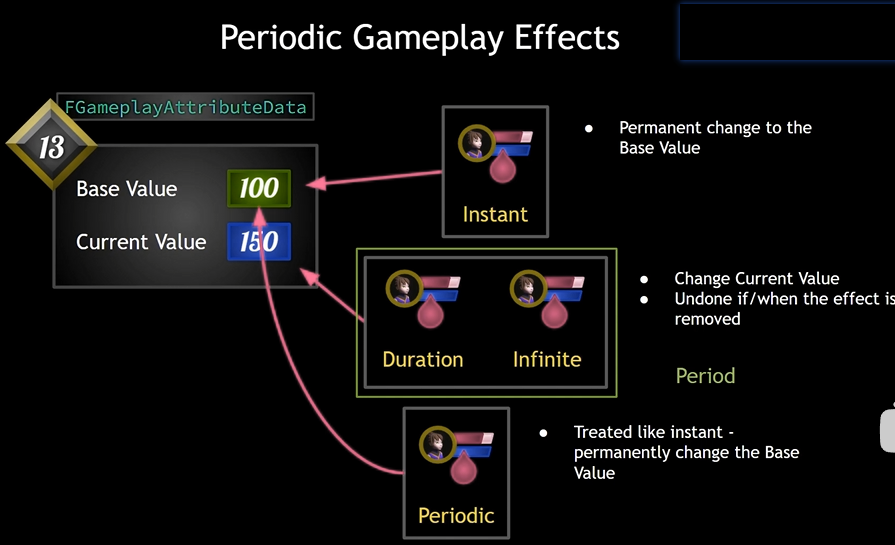 Periodic Gameplay Effects
FGameplayAttributeData
13
Base Value 100
Current Value 150
Instant
● Permanent change to the
Base Value
Duration Infinite
● Change Current Value
● Undone if/when the effect is
removed
Period
Periodic
● Treated like instant -
permanently change the Base
Value